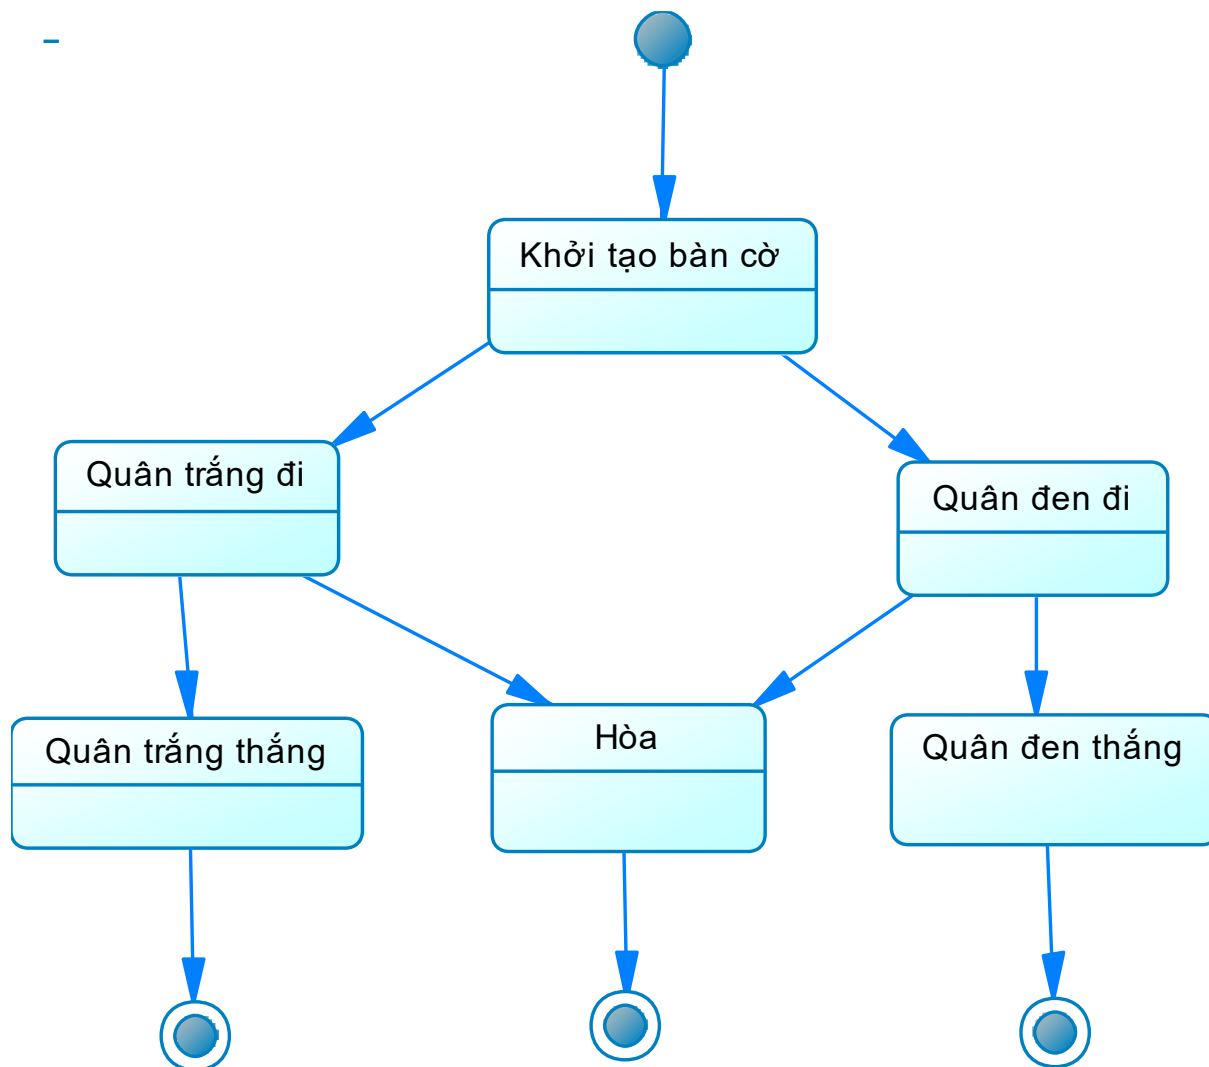 Khởi tạo bàn cờ
Quân trắng đi
Quân đen đi
Quân trắng thắng
Hòa
Quân đen thắng